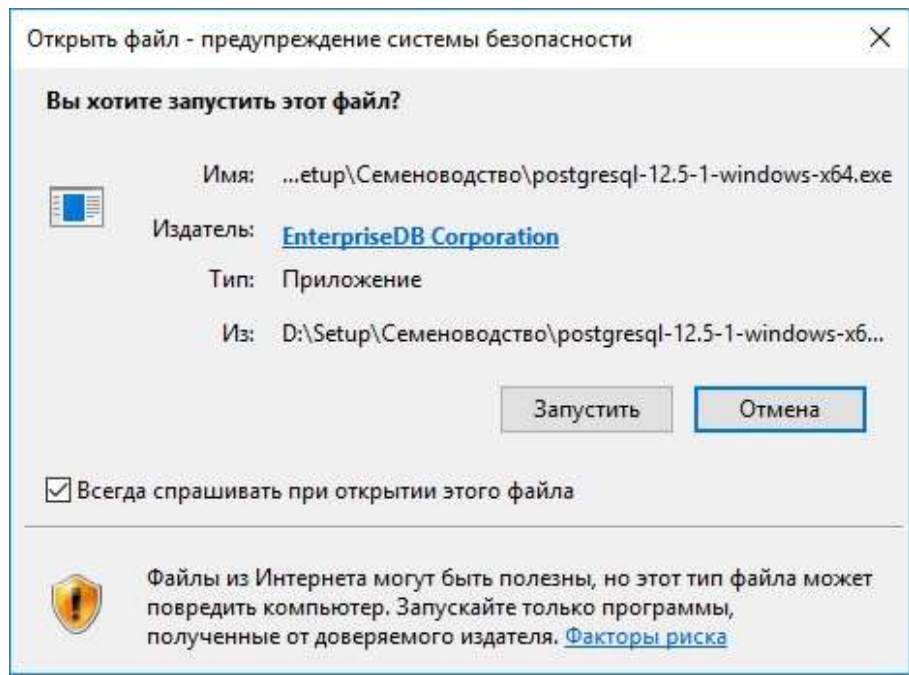 Открыть файл - предупреждение системы безопасности
Вы хотите запустить этот файл?
Имя: ...etup\Семеноводство\postgresql-12.5-1-windows-x64.exe
Издатель: EnterpriseDB Corporation
Тип: Приложение
Из: D:\Setup\Семеноводство\postgresql-12.5-1-windows-x6...
Запустить Отмена
Всегда спрашивать при открытии этого файла
Файлы из Интернета могут быть полезны, но этот тип файла может
повредить компьютер. Запускайте только программы,
полученные от доверяемого издателя. Факторы риска